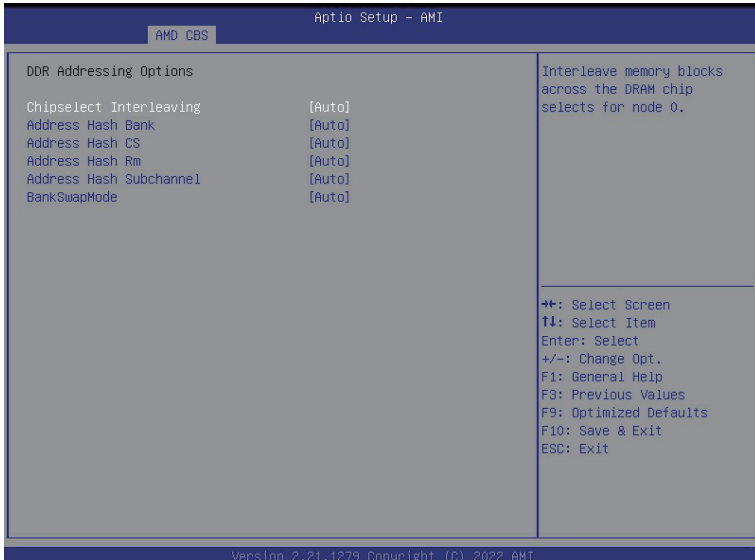 Aptio Setup – AMI
AMD CBS
DDR Addressing Options
Chipselect Interleaving [Auto]
Address Hash Bank [Auto]
Address Hash CS [Auto]
Address Hash Rm [Auto]
Address Hash Subchannel [Auto]
BankSwapMode [Auto]
Interleave memory blocks
across the DRAM chip
selects for node 0.
→←: Select Screen
↑↓: Select Item
Enter: Select
+/-: Change Opt.
F1: General Help
F3: Previous Values
F9: Optimized Defaults
F10: Save & Exit
ESC: Exit
Version 2.21.1279 Copyright (C) 2022 AMI